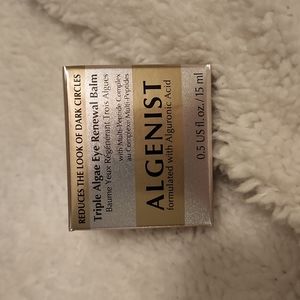 REDUCES THE LOOK OF DARK CIRCLES
Triple Algae Eye Renewal Balm
Baume Yeux Régénérant Trois Algues
with Multi-Peptide Complex
au Complexe Multi-Peptides
ALGENIST
formulated with Alguronic Acid
0.5 US fl. oz. / 15 ml